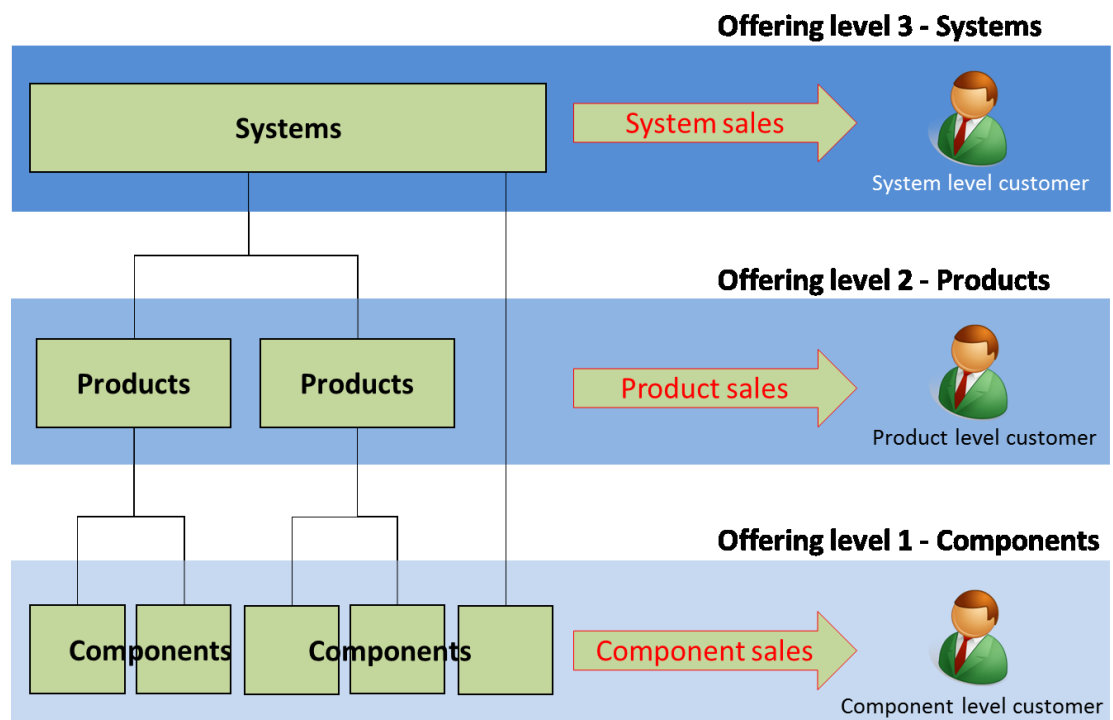 Offering level 3 - Systems
Systems
System sales
System level customer
Offering level 2 - Products
Products
Products
Product sales
Product level customer
Offering level 1 - Components
Components
Components
Component sales
Component level customer